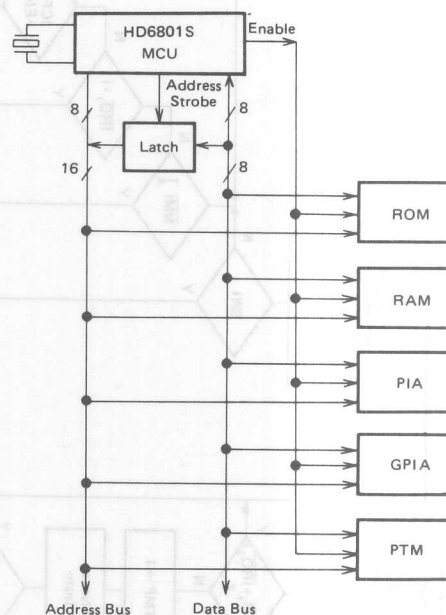 HD6801S
MCU
Enable
Address
Strobe
8
8
Latch
16
8
ROM
RAM
PIA
GPIA
PTM
Address Bus
Data Bus